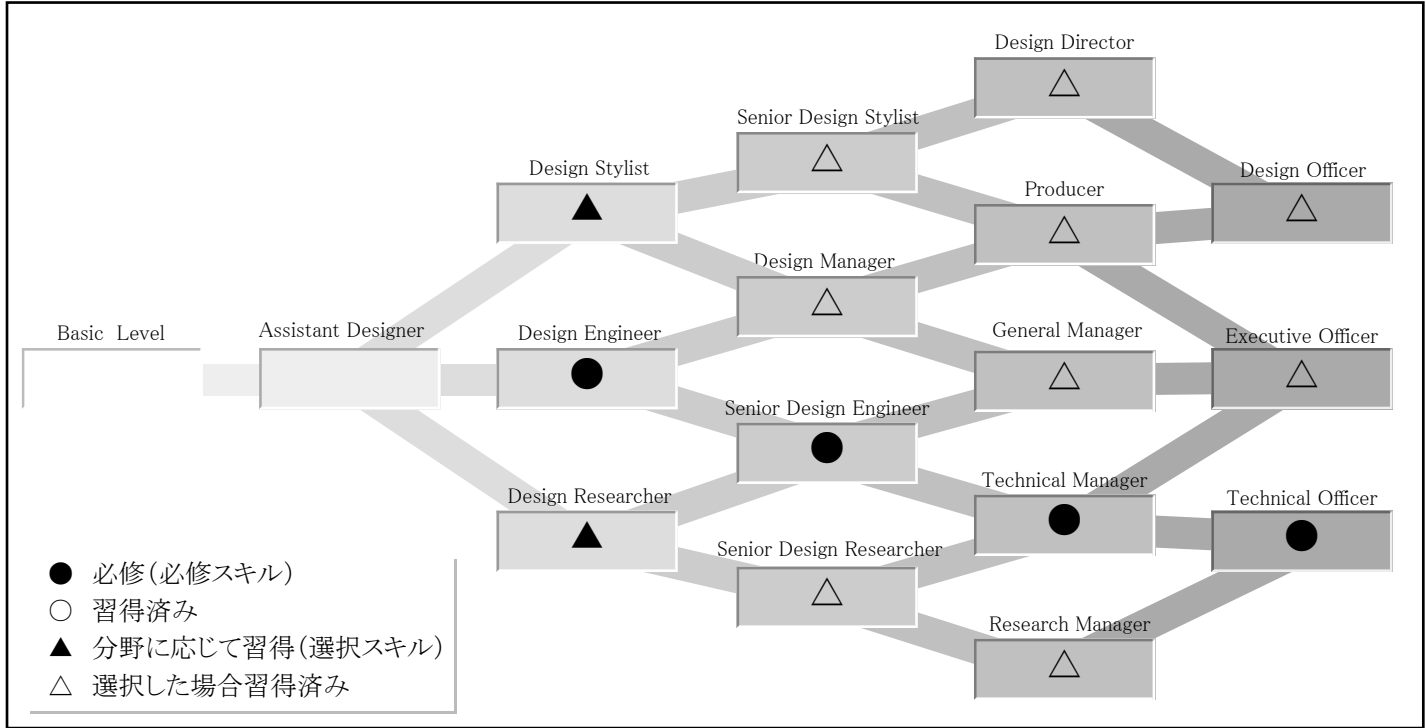 Design Director
△
Senior Design Stylist
△
Design Stylist
▲
Design Officer
△
Producer
△
Design Manager
△
Basic Level
Assistant Designer
Design Engineer
●
General Manager
△
Executive Officer
△
Senior Design Engineer
●
Design Researcher
▲
Technical Manager
●
Technical Officer
●
Senior Design Researcher
△
Research Manager
△
● 必修(必修スキル)
○ 習得済み
▲ 分野に応じて習得(選択スキル)
△ 選択した場合習得済み